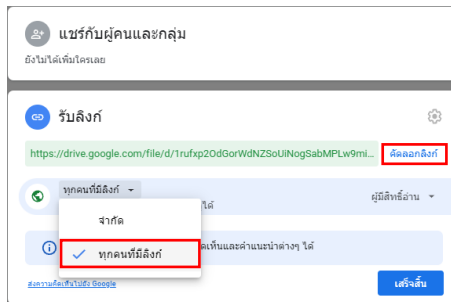 แชร์กับผู้คนและกลุ่ม
ยังไม่ได้เพิ่มใครเลย
รับลิงก์
https://drive.google.com/file/d/1rufxp2OdGorWdNZSoUiNogSabMPLw9mi...
คัดลอกลิงก์
ทุกคนที่มีลิงก์
ได้
ผู้มีสิทธิ์อ่าน
จำกัด
ทุกคนที่มีลิงก์
เห็นและคำแนะนำต่างๆ ได้
ส่งความคิดเห็นไปยัง Google
เสร็จสิ้น